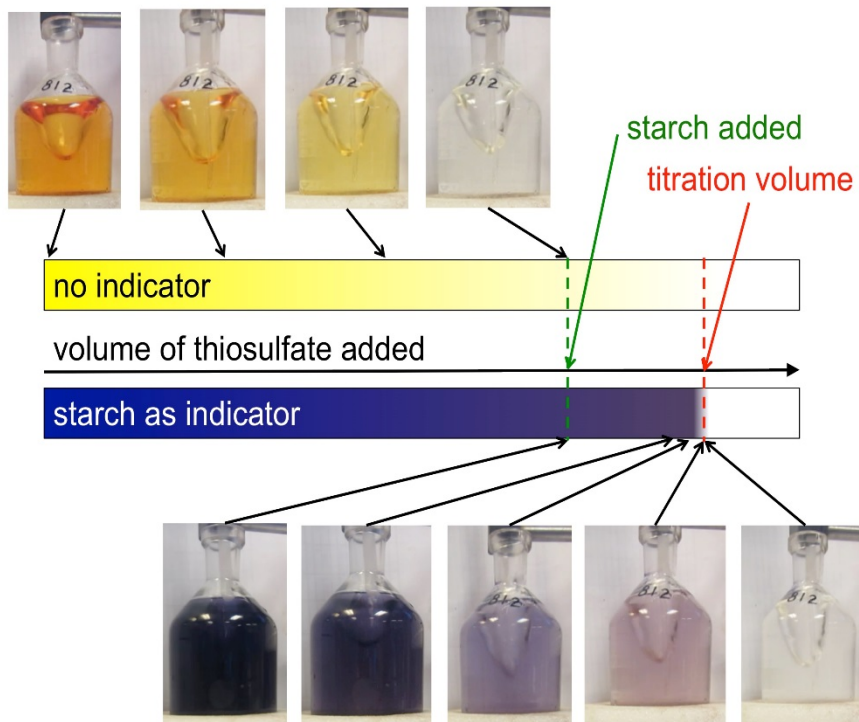 812
812
812
812
starch added
titration volume
no indicator
volume of thiosulfate added
starch as indicator
812
812
812